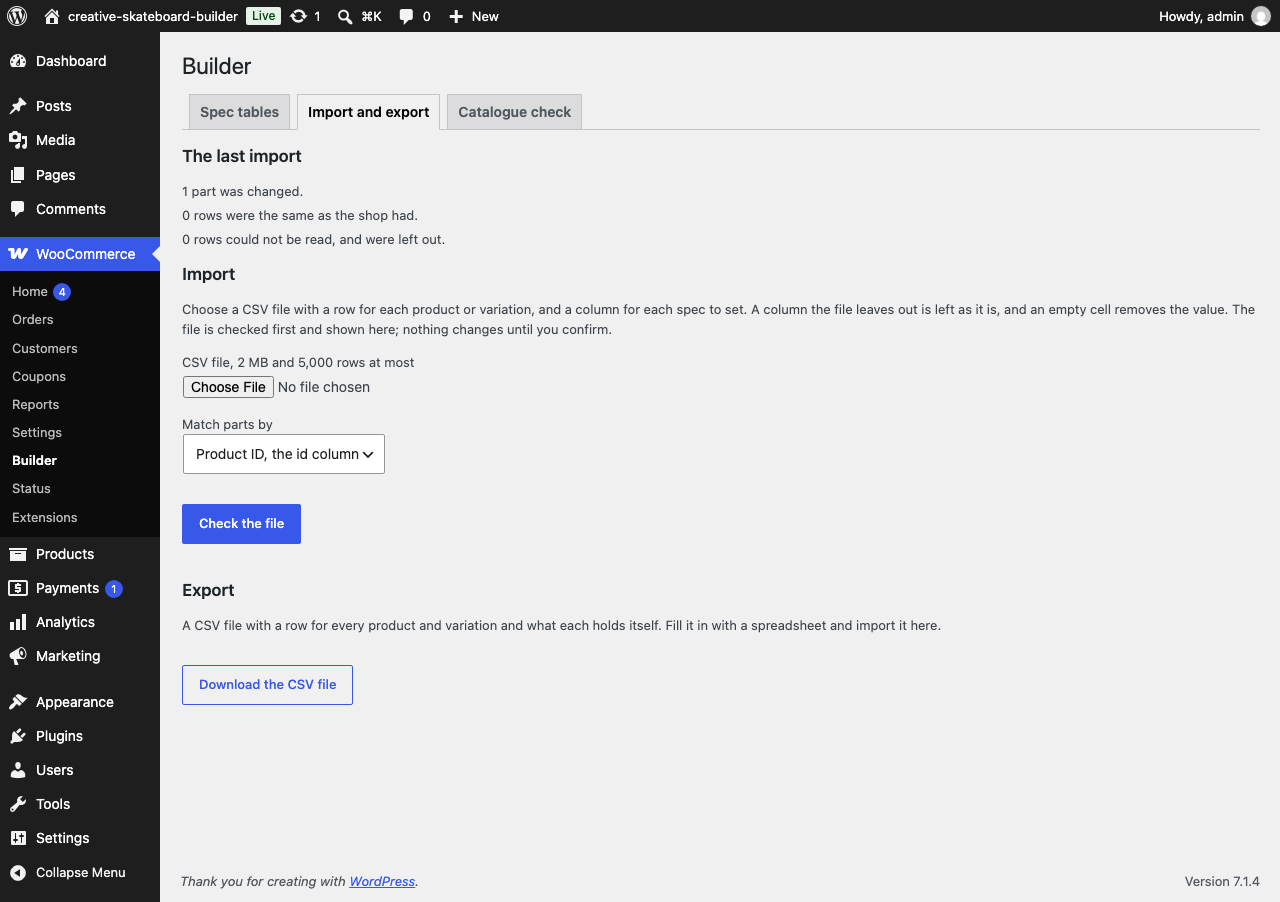 creative-skateboard-builder Live 1 ⌘K 0 New Howdy, admin
Dashboard
Posts
Media
Pages
Comments
WooCommerce
Home 4
Orders
Customers
Coupons
Reports
Settings
Builder
Status
Extensions
Products
Payments 1
Analytics
Marketing
Appearance
Plugins
Users
Tools
Settings
Collapse Menu
Builder
Spec tables Import and export Catalogue check
The last import
1 part was changed.
0 rows were the same as the shop had.
0 rows could not be read, and were left out.
Import
Choose a CSV file with a row for each product or variation, and a column for each spec to set. A column the file leaves out is left as it is, and an empty cell removes the value. The
file is checked first and shown here; nothing changes until you confirm.
CSV file, 2 MB and 5,000 rows at most
Choose File No file chosen
Match parts by
Product ID, the id column
Check the file
Export
A CSV file with a row for every product and variation and what each holds itself. Fill it in with a spreadsheet and import it here.
Download the CSV file
Thank you for creating with WordPress. Version 7.1.4